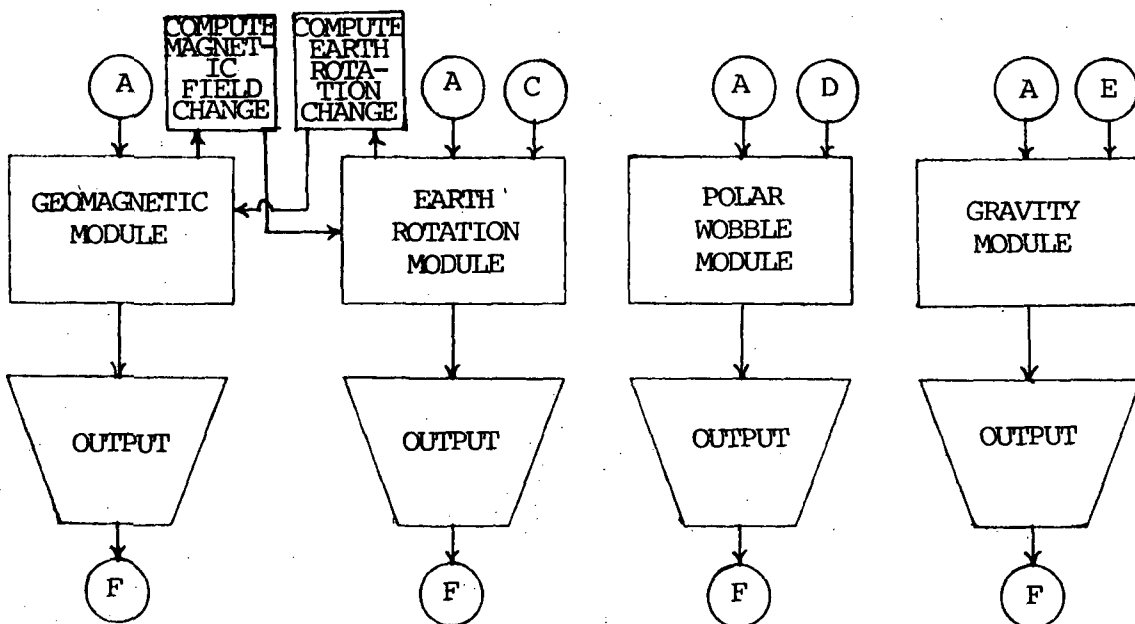 COMPUTE
MAGNET-
IC
FIELD
CHANGE
COMPUTE
EARTH
ROTA-
TION
CHANGE
A
A
C
A
D
A
E
GEOMAGNETIC
MODULE
EARTH
ROTATION
MODULE
POLAR
WOBBLE
MODULE
GRAVITY
MODULE
OUTPUT
OUTPUT
OUTPUT
OUTPUT
F
F
F
F